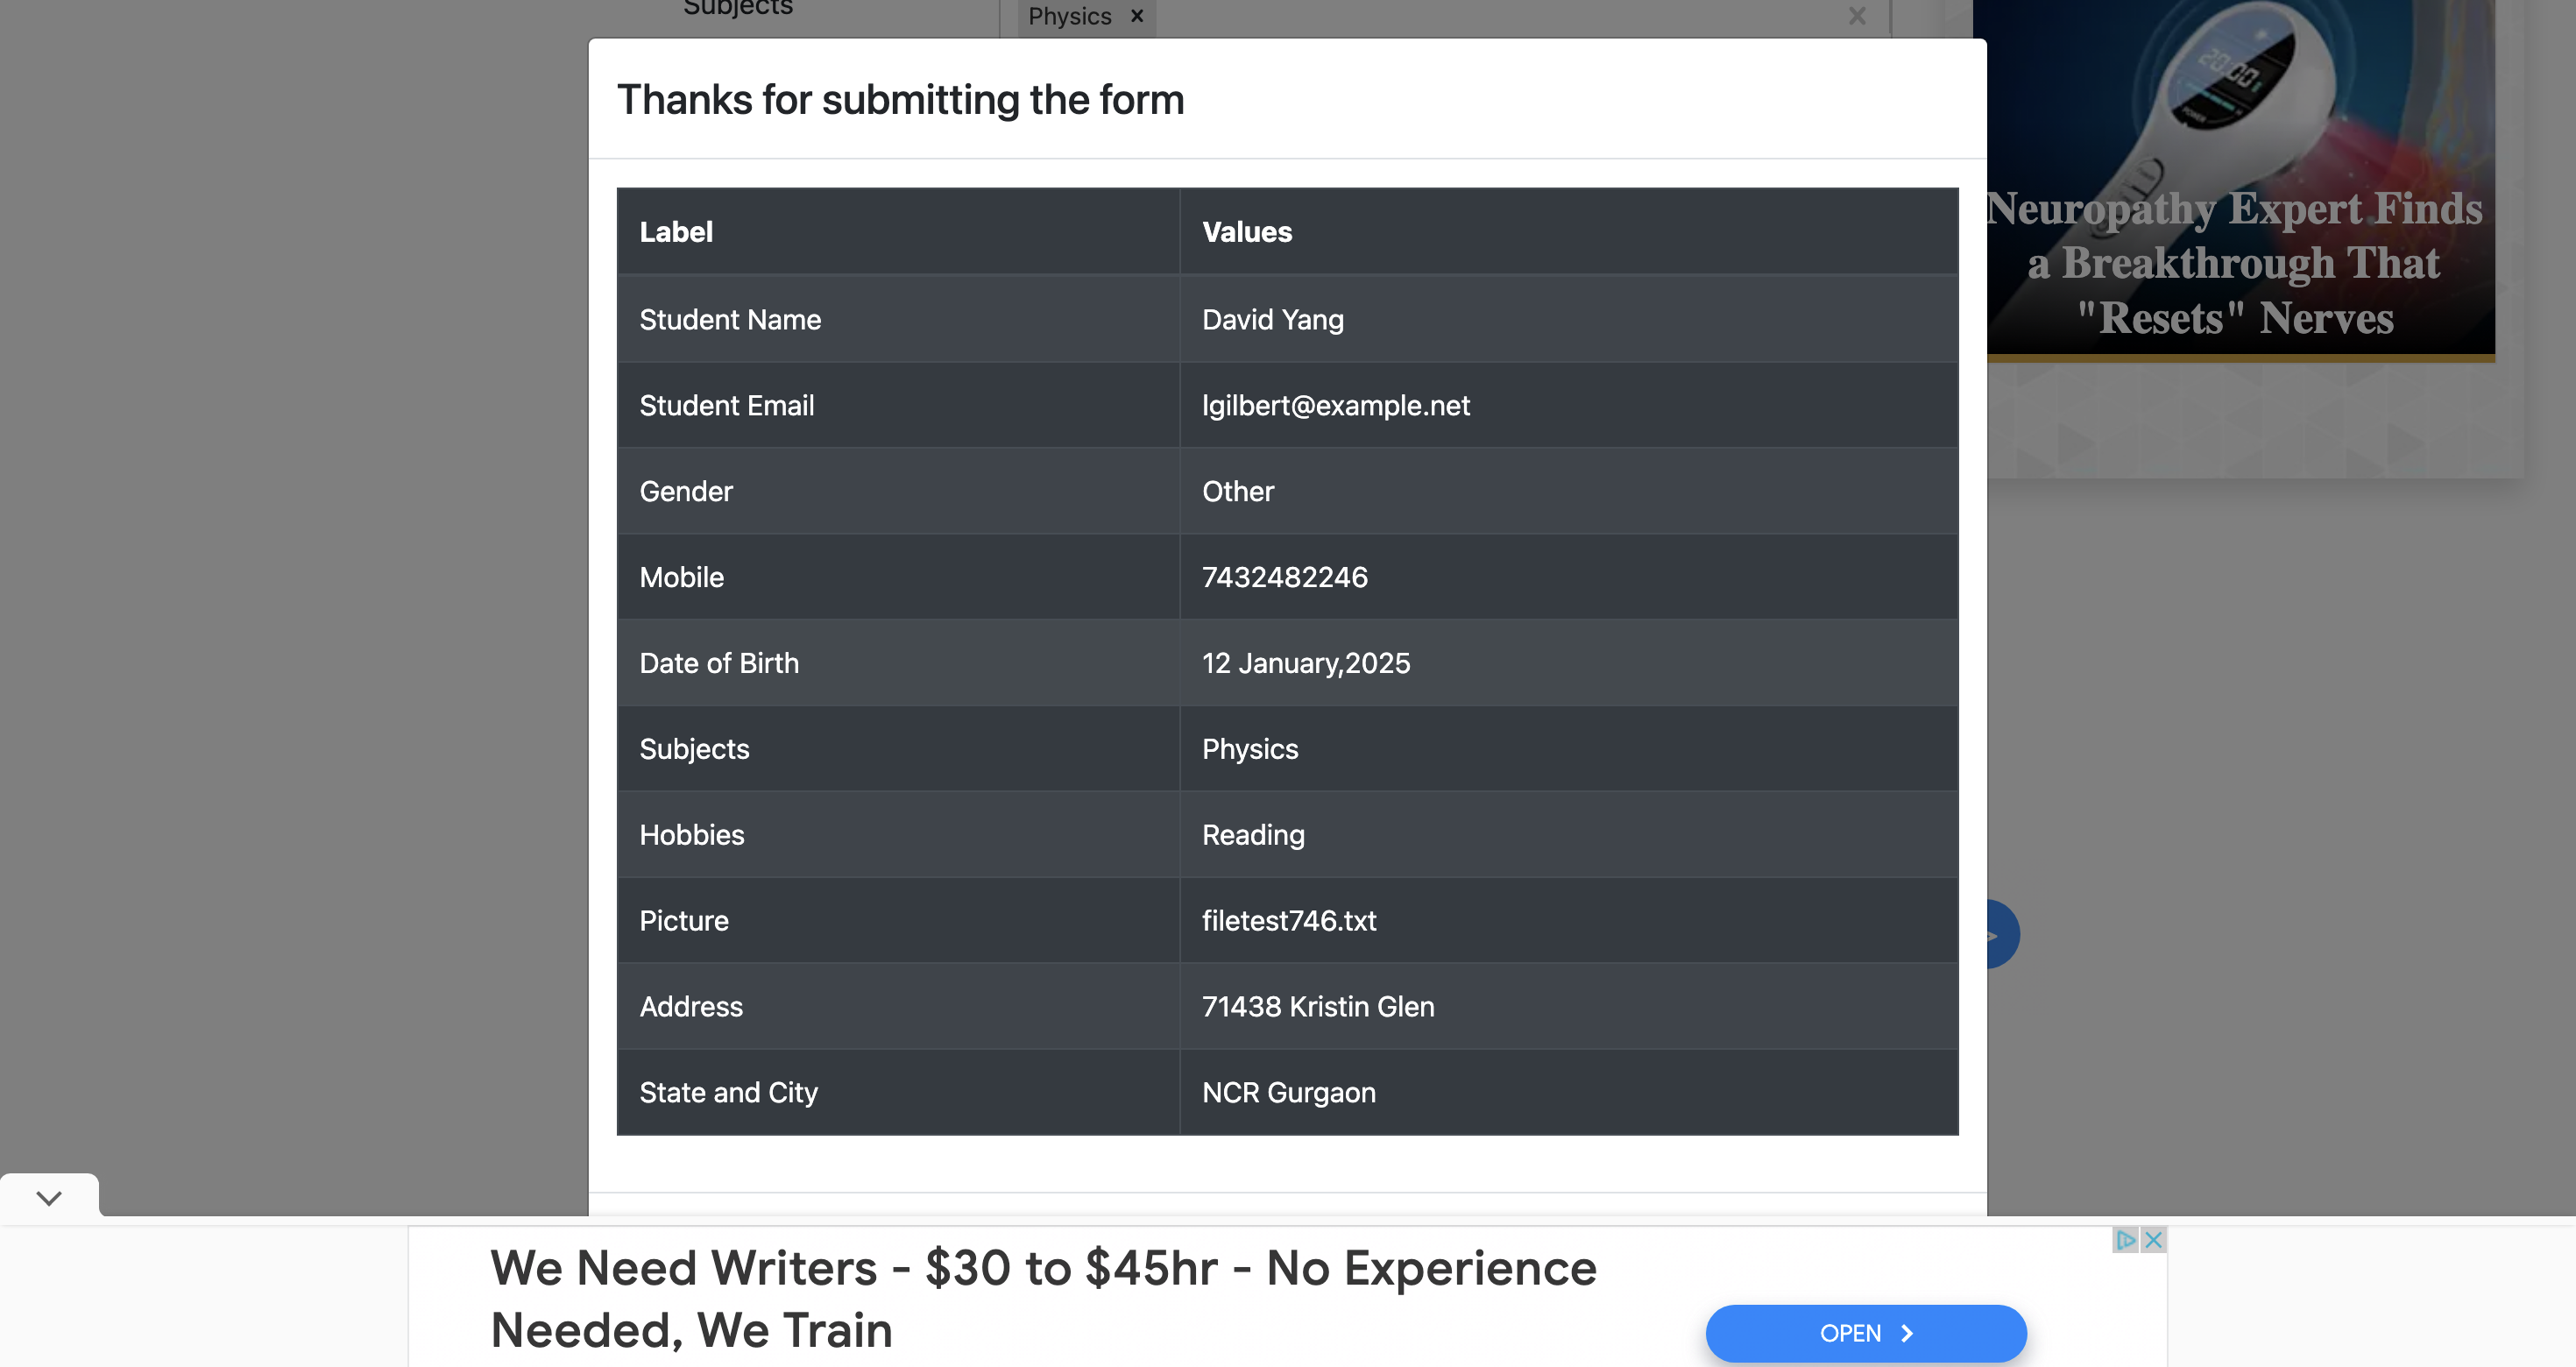 Subjects
Physics ×
Thanks for submitting the form
Label Values
Student Name David Yang
Student Email lgilbert@example.net
Gender Other
Mobile 7432482246
Date of Birth 12 January,2025
Subjects Physics
Hobbies Reading
Picture filetest746.txt
Address 71438 Kristin Glen
State and City NCR Gurgaon
20:00
POWER
Neuropathy Expert Finds
a Breakthrough That
"Resets" Nerves
We Need Writers - $30 to $45hr - No Experience
Needed, We Train
OPEN